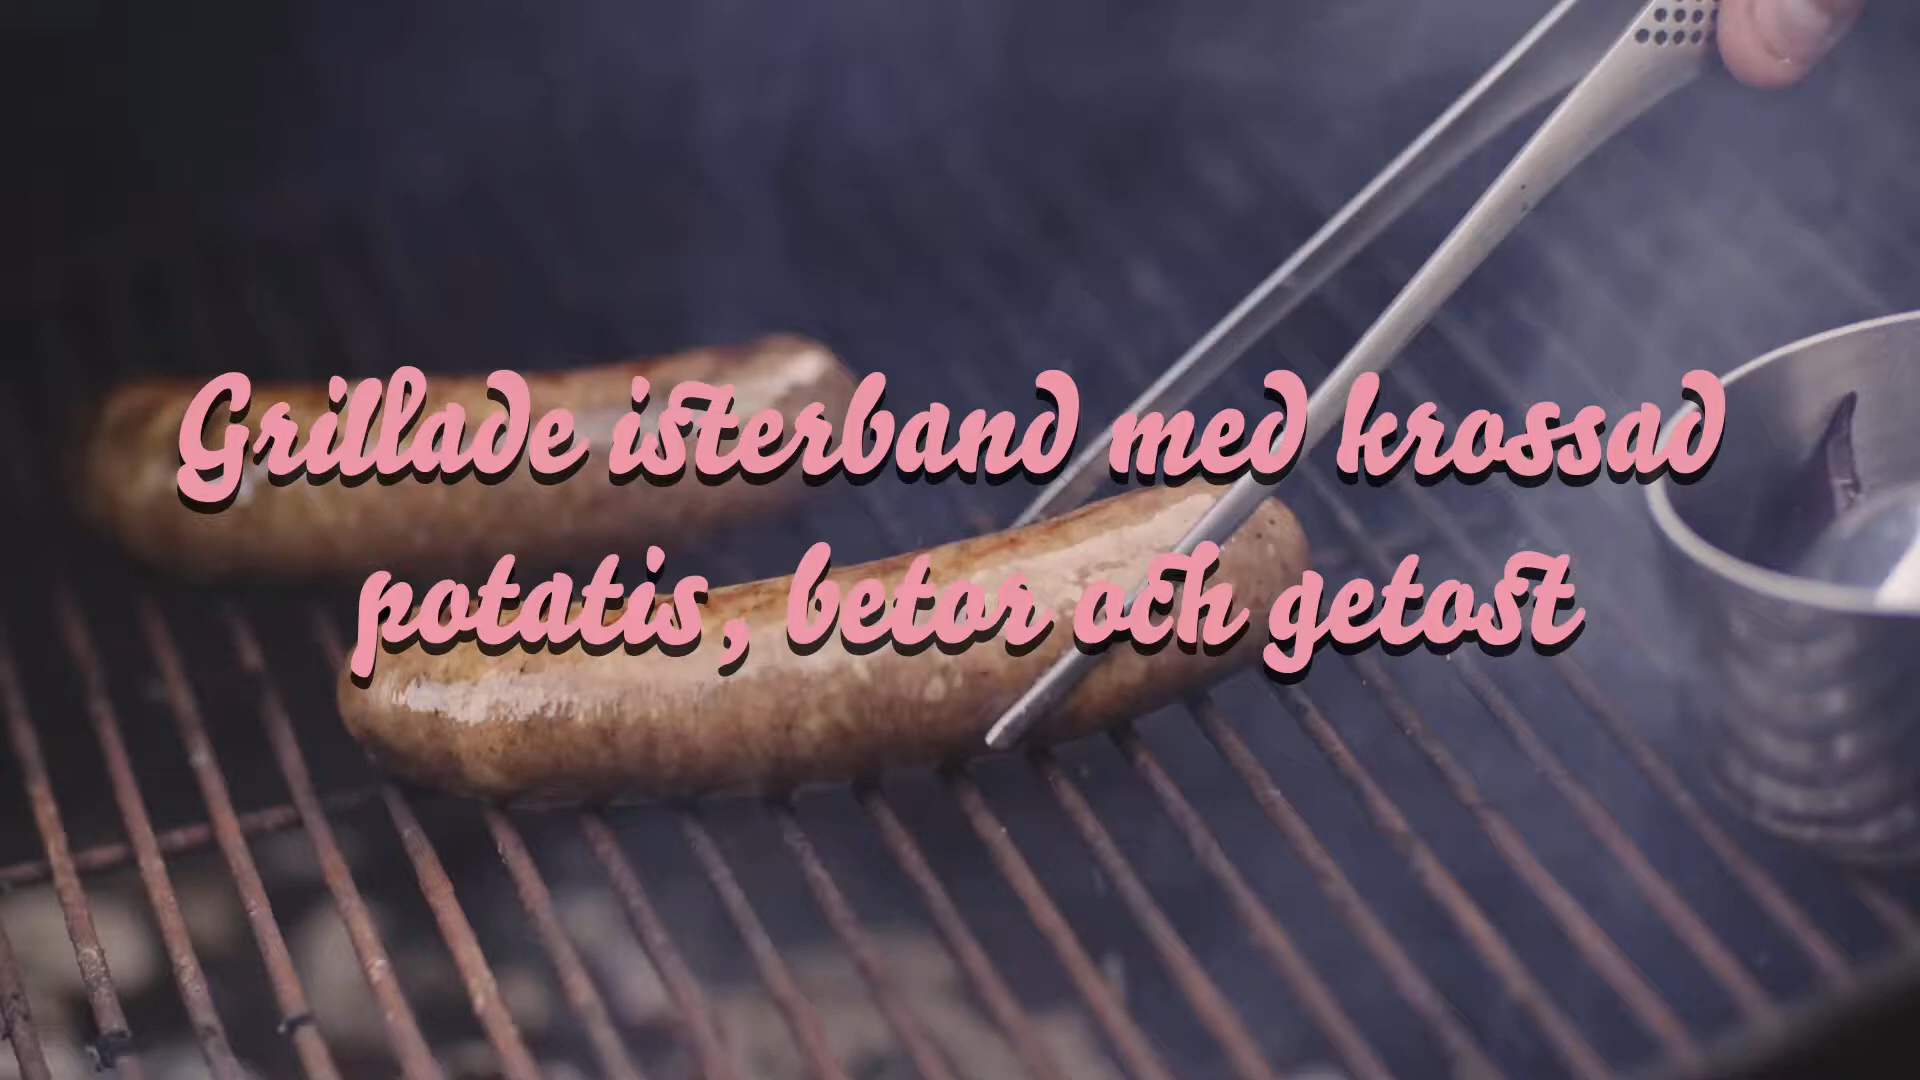 Grillade isterband med krossad
potatis, betor och getost